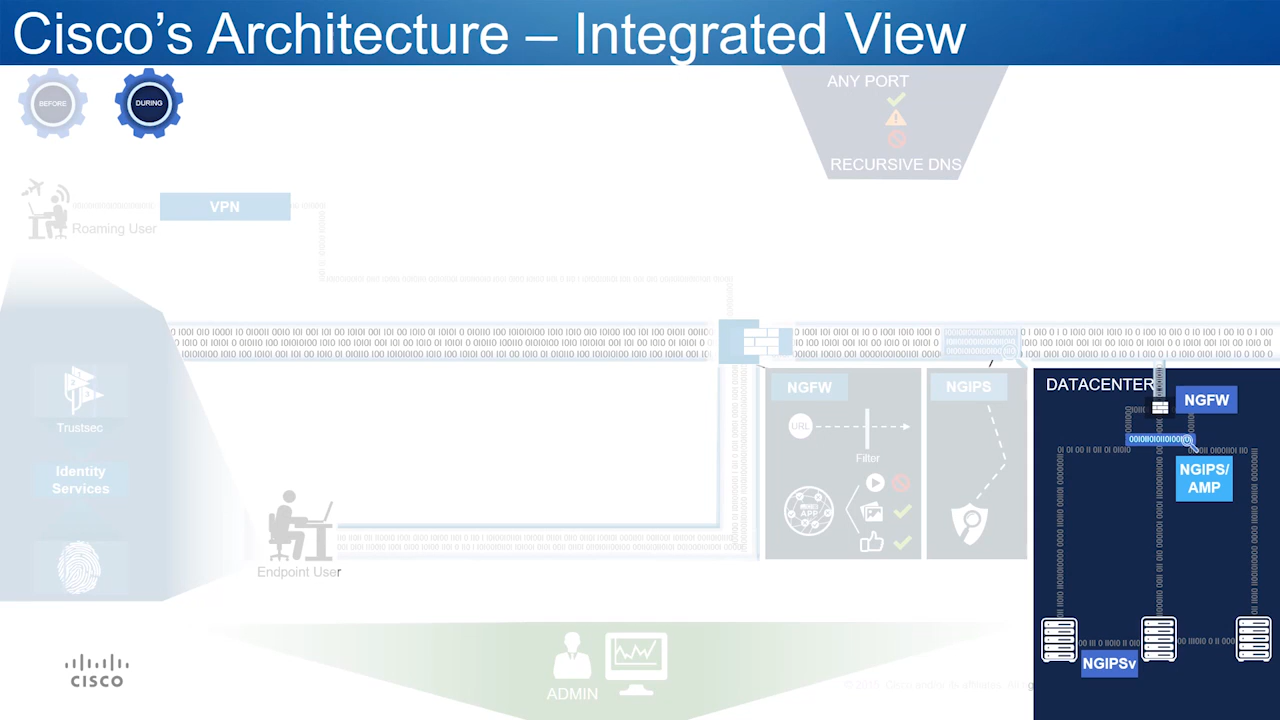 Cisco's Architecture – Integrated View
BEFORE
DURING
ANY PORT
RECURSIVE DNS
VPN
Roaming User
Trustsec
Identity
Services
Endpoint User
NGFW
URL
Filter
APP
NGIPS
DATACENTER
NGFW
NGIPS/
AMP
NGIPSv
ADMIN
CISCO